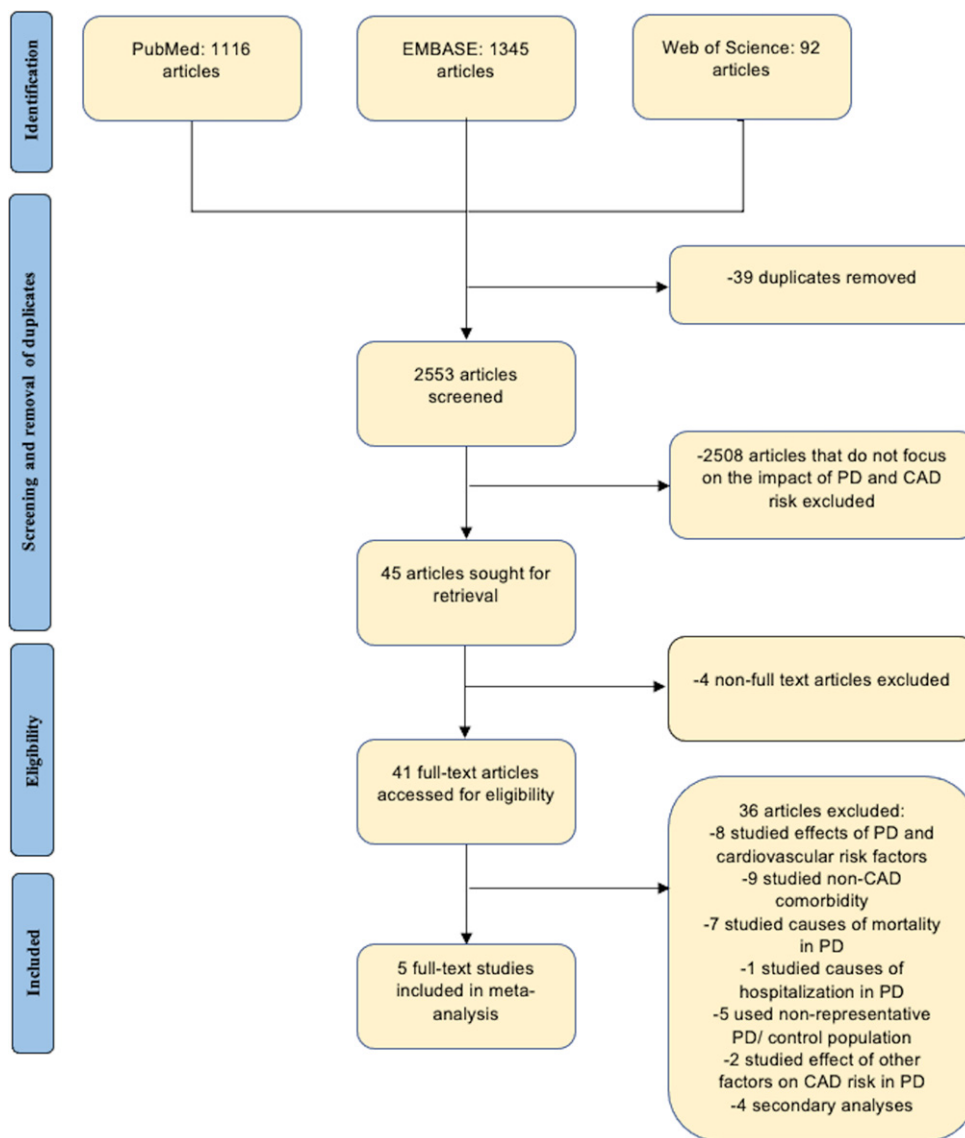 Identification
PubMed: 1116
articles
EMBASE: 1345
articles
Web of Science: 92
articles
Screening and removal of duplicates
-39 duplicates removed
2553 articles
screened
-2508 articles that do not focus
on the impact of PD and CAD
risk excluded
45 articles sought for
retrieval
Eligibility
-4 non-full text articles excluded
41 full-text articles
accessed for eligibility
Included
36 articles excluded:
-8 studied effects of PD and
cardiovascular risk factors
-9 studied non-CAD
comorbidity
-7 studied causes of mortality
in PD
-1 studied causes of
hospitalization in PD
-5 used non-representative
PD/ control population
-2 studied effect of other
factors on CAD risk in PD
-4 secondary analyses
5 full-text studies
included in meta-
analysis